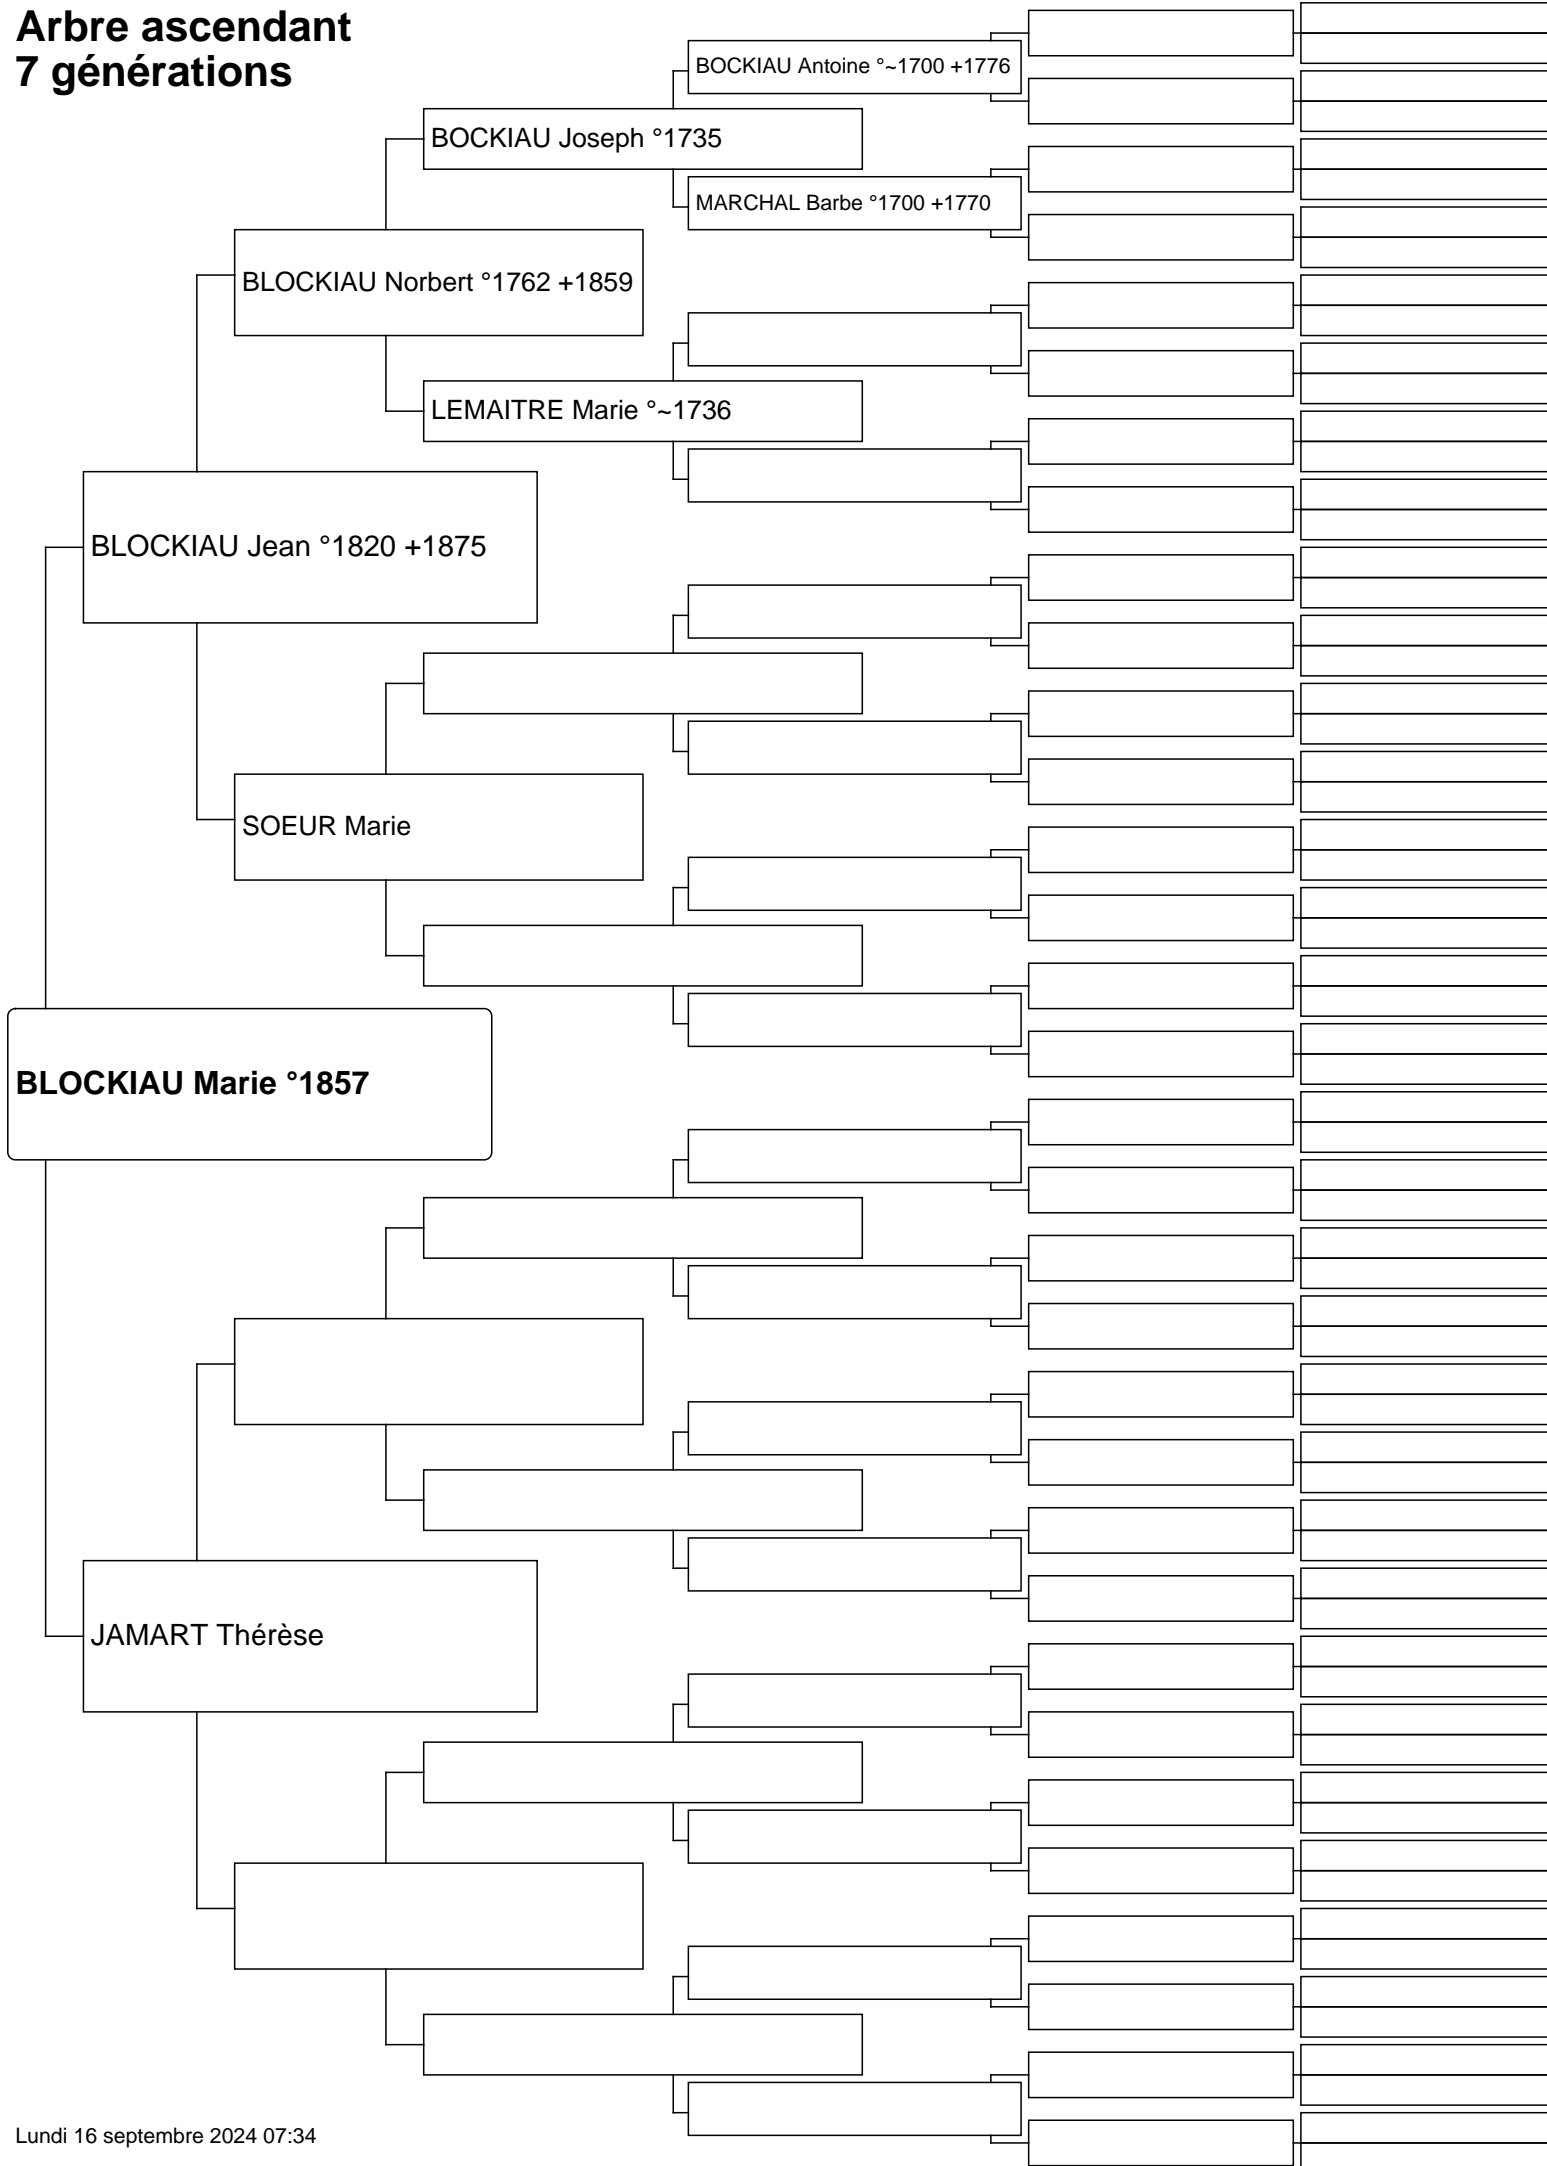 Arbre ascendant
7 générations
BOCKIAU Antoine °~1700 +1776
BOCKIAU Joseph °1735
MARCHAL Barbe °1700 +1770
BLOCKIAU Norbert °1762 +1859
LEMAITRE Marie °~1736
BLOCKIAU Jean °1820 +1875
SOEUR Marie
BLOCKIAU Marie °1857
JAMART Thérèse
Lundi 16 septembre 2024 07:34